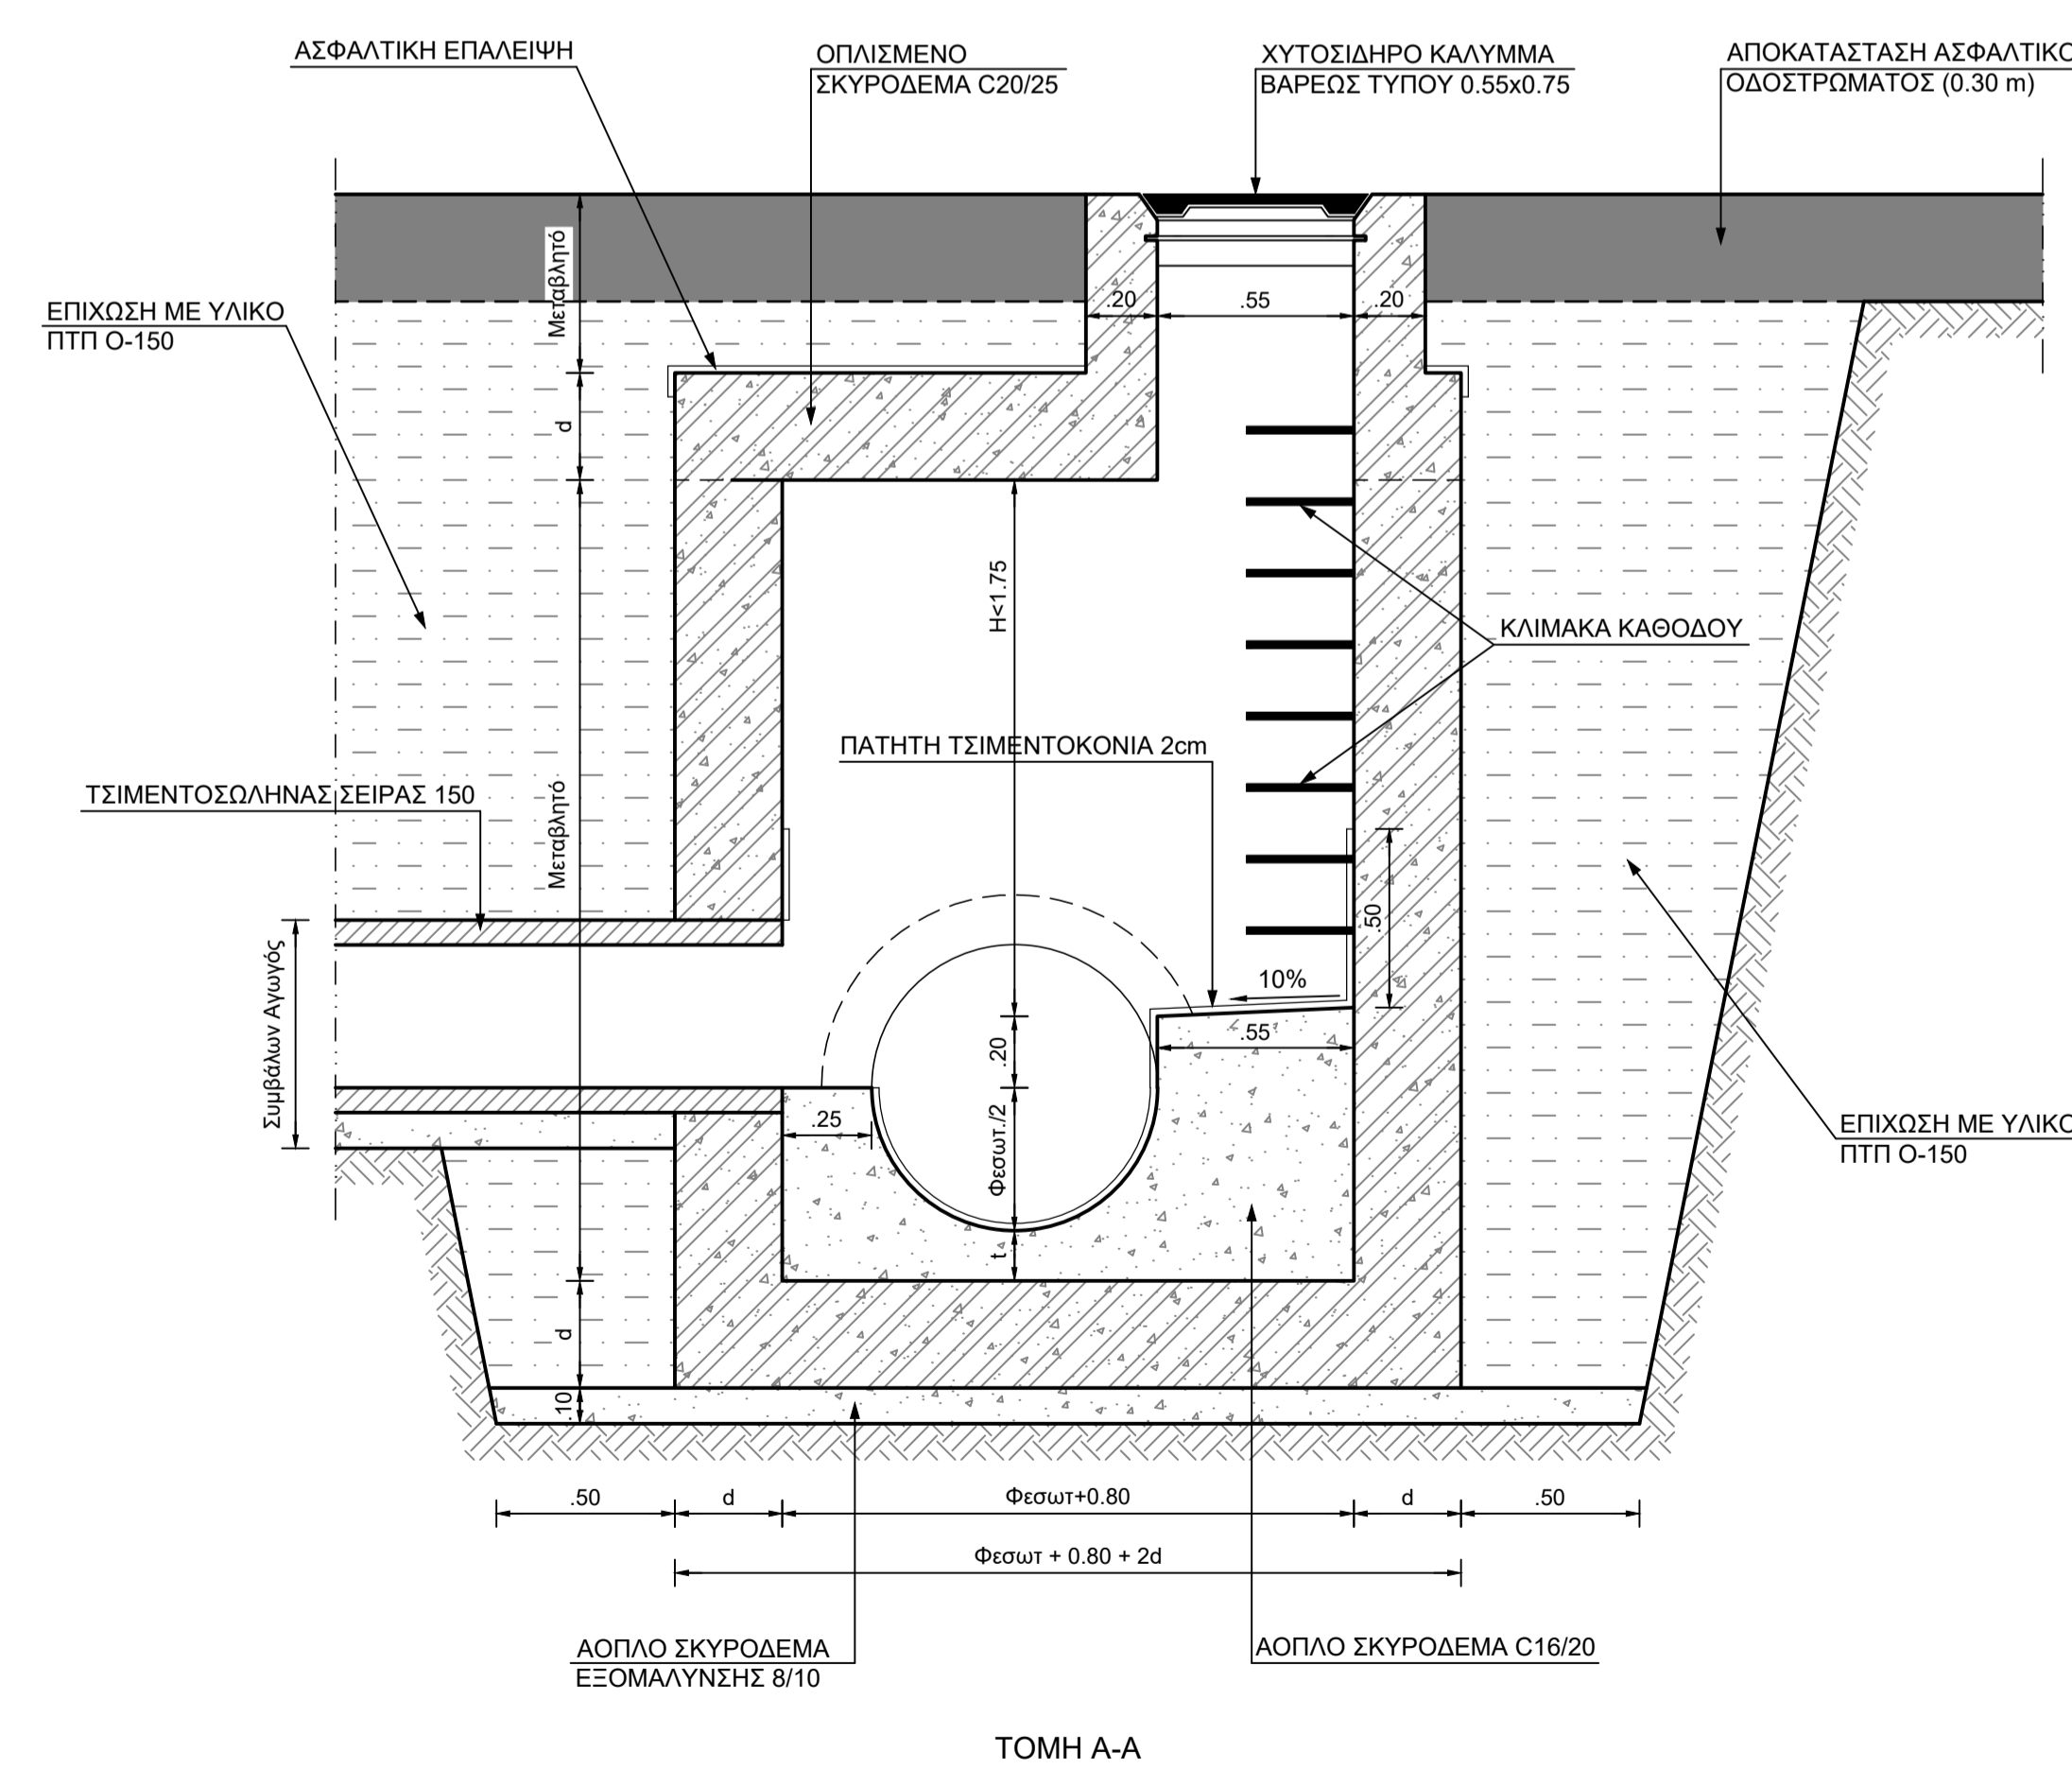 ΑΣΦΑΛΤΙΚΗ ΕΠΑΛΕΙΨΗ
ΟΠΛΙΣΜΕΝΟ
ΣΚΥΡΟΔΕΜΑ C20/25
ΧΥΤΟΣΙΔΗΡΟ ΚΑΛΥΜΜΑ
ΒΑΡΕΩΣ ΤΥΠΟΥ 0.55x0.75
ΑΠΟΚΑΤΑΣΤΑΣΗ ΑΣΦΑΛΤΙΚΟ
ΟΔΟΣΤΡΩΜΑΤΟΣ (0.30 m)
Μεταβλητό
ΕΠΙΧΩΣΗ ΜΕ ΥΛΙΚΟ
ΠΤΠ Ο-150
.20
.55
.20
d
H<1.75
ΚΛΙΜΑΚΑ ΚΑΘΟΔΟΥ
ΠΑΤΗΤΗ ΤΣΙΜΕΝΤΟΚΟΝΙΑ 2cm
ΤΣΙΜΕΝΤΟΣΩΛΗΝΑΣ ΣΕΙΡΑΣ 150
Μεταβλητό
.50
Συμβάλων Αγωγός
10%
.20
.55
.25
Φεσωτ./2
ΕΠΙΧΩΣΗ ΜΕ ΥΛΙΚΟ
ΠΤΠ Ο-150
t
d
.10
.50
d
Φεσωτ+0.80
d
.50
Φεσωτ + 0.80 + 2d
ΑΟΠΛΟ ΣΚΥΡΟΔΕΜΑ
ΕΞΟΜΑΛΥΝΣΗΣ 8/10
ΑΟΠΛΟ ΣΚΥΡΟΔΕΜΑ C16/20
ΤΟΜΗ Α-Α